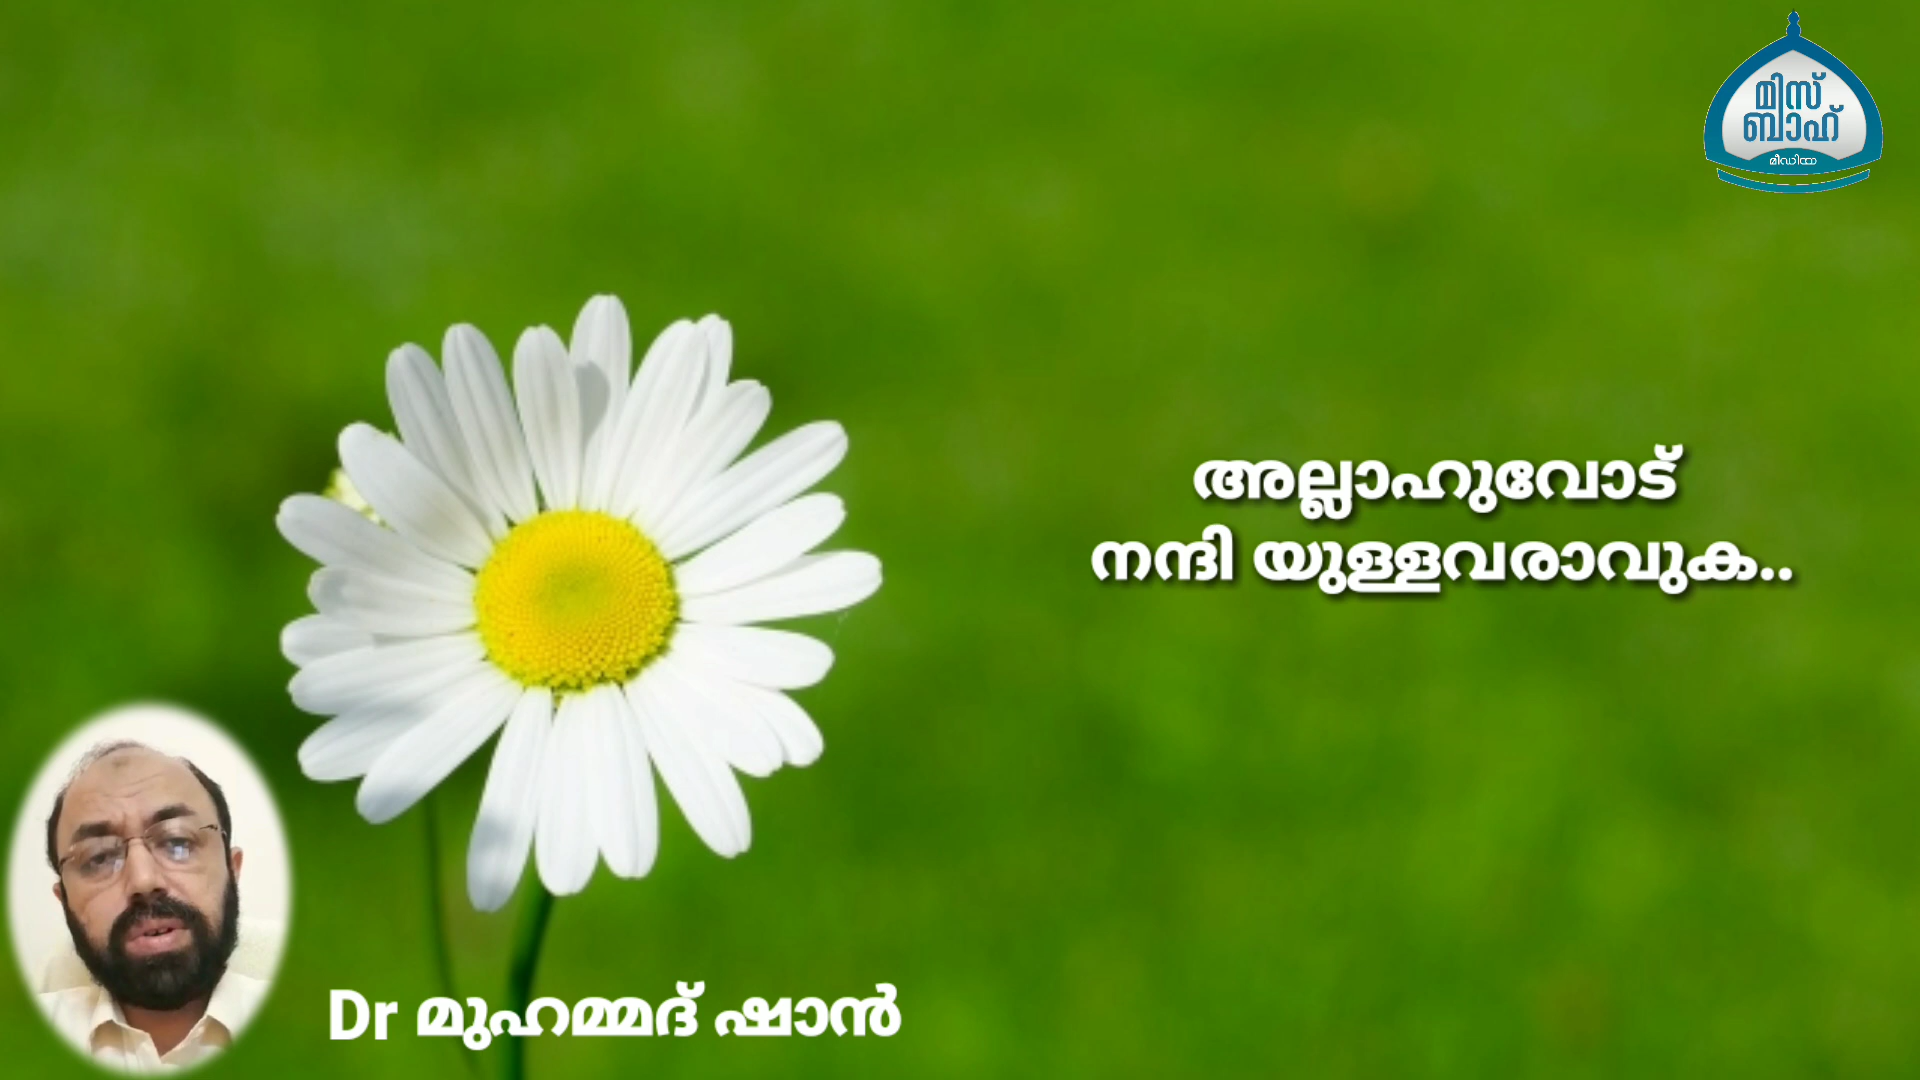 മിസ്
ബാഹ്
മീഡിയ
അല്ലാഹുവോട്
നന്ദി യുള്ളവരാവുക..
Dr മുഹമ്മദ് ഷാൻ